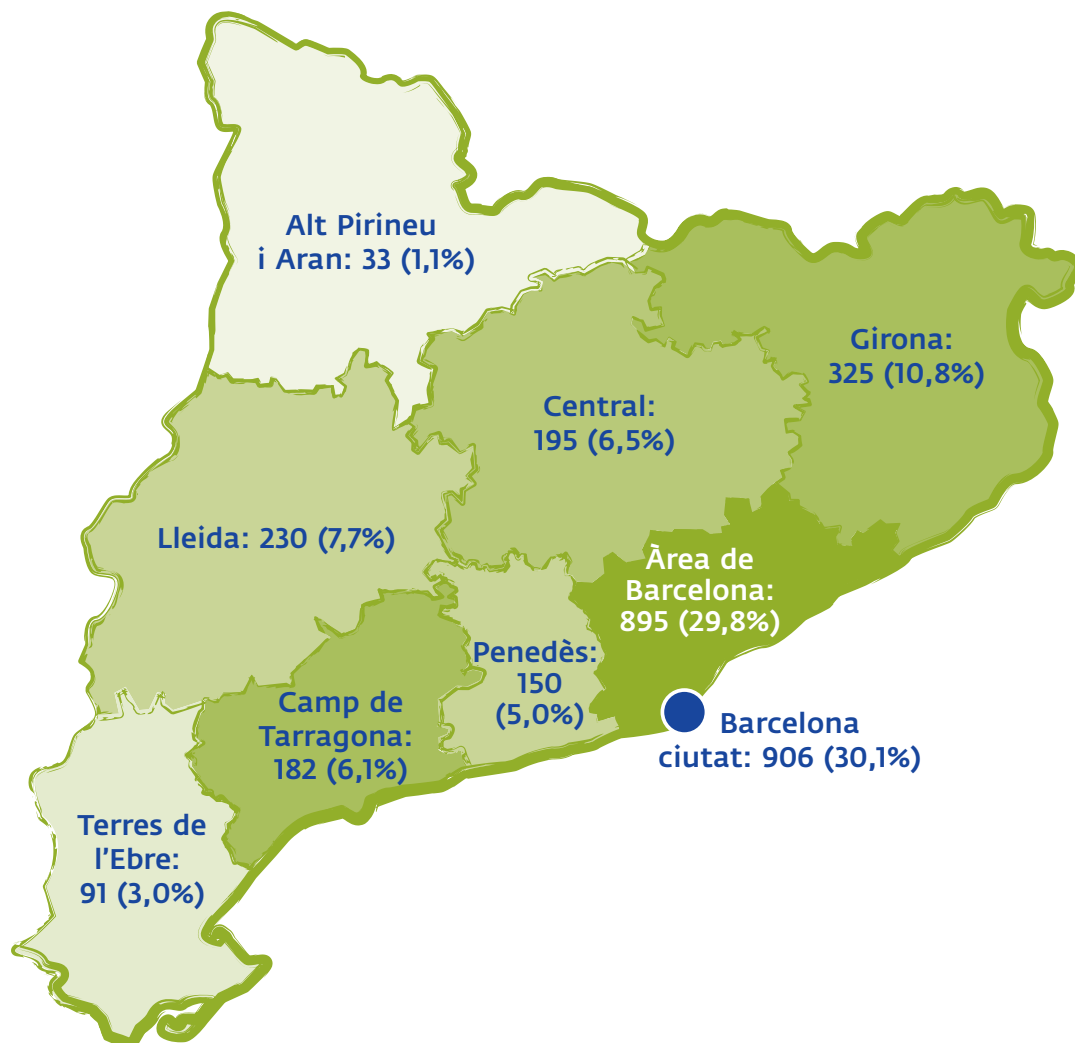 Alt Pirineu
i Aran: 33 (1,1%)
Girona:
325 (10,8%)
Central:
195 (6,5%)
Lleida: 230 (7,7%)
Àrea de
Barcelona:
895 (29,8%)
Penedès:
150
(5,0%)
Camp de
Tarragona:
182 (6,1%)
Barcelona
ciutat: 906 (30,1%)
Terres de
l'Ebre:
91 (3,0%)